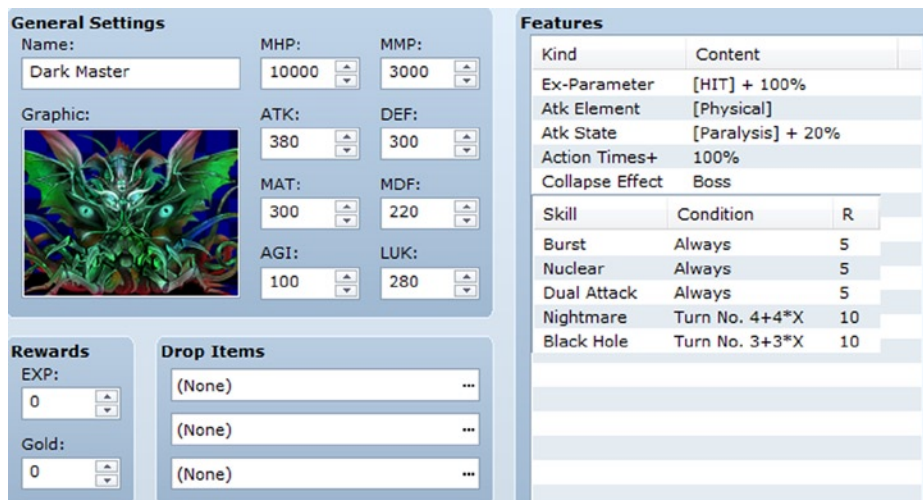 General Settings
Name:
Dark Master
Graphic:
MHP: MMP:
10000 3000
ATK: DEF:
380 300
MAT: MDF:
300 220
AGI: LUK:
100 280
Rewards
EXP:
0
Gold:
0
Drop Items
(None) ...
(None) ...
(None) ...
Features
Kind Content
Ex-Parameter [HIT] + 100%
Atk Element [Physical]
Atk State [Paralysis] + 20%
Action Times+ 100%
Collapse Effect Boss
Skill Condition R
Burst Always 5
Nuclear Always 5
Dual Attack Always 5
Nightmare Turn No. 4+4*X 10
Black Hole Turn No. 3+3*X 10